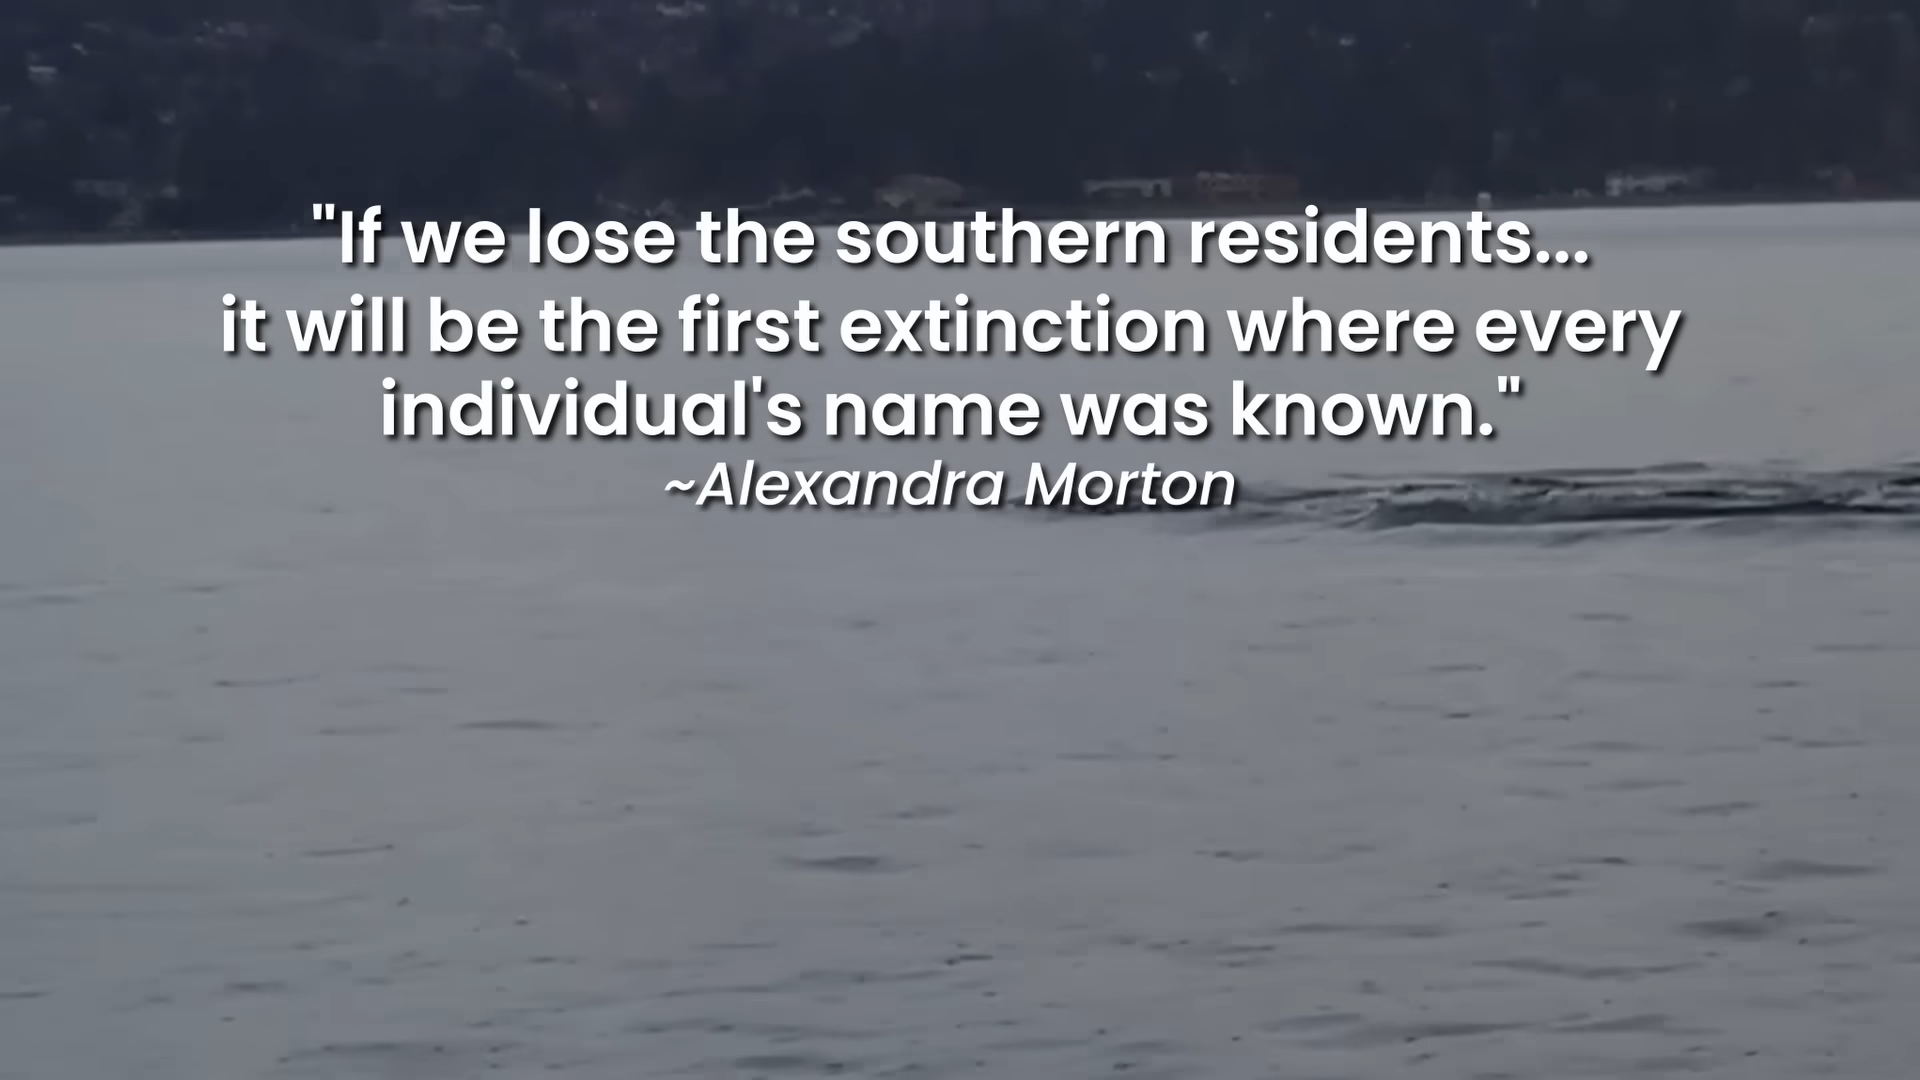 "If we lose the southern residents...
it will be the first extinction where every
individual's name was known."
~Alexandra Morton